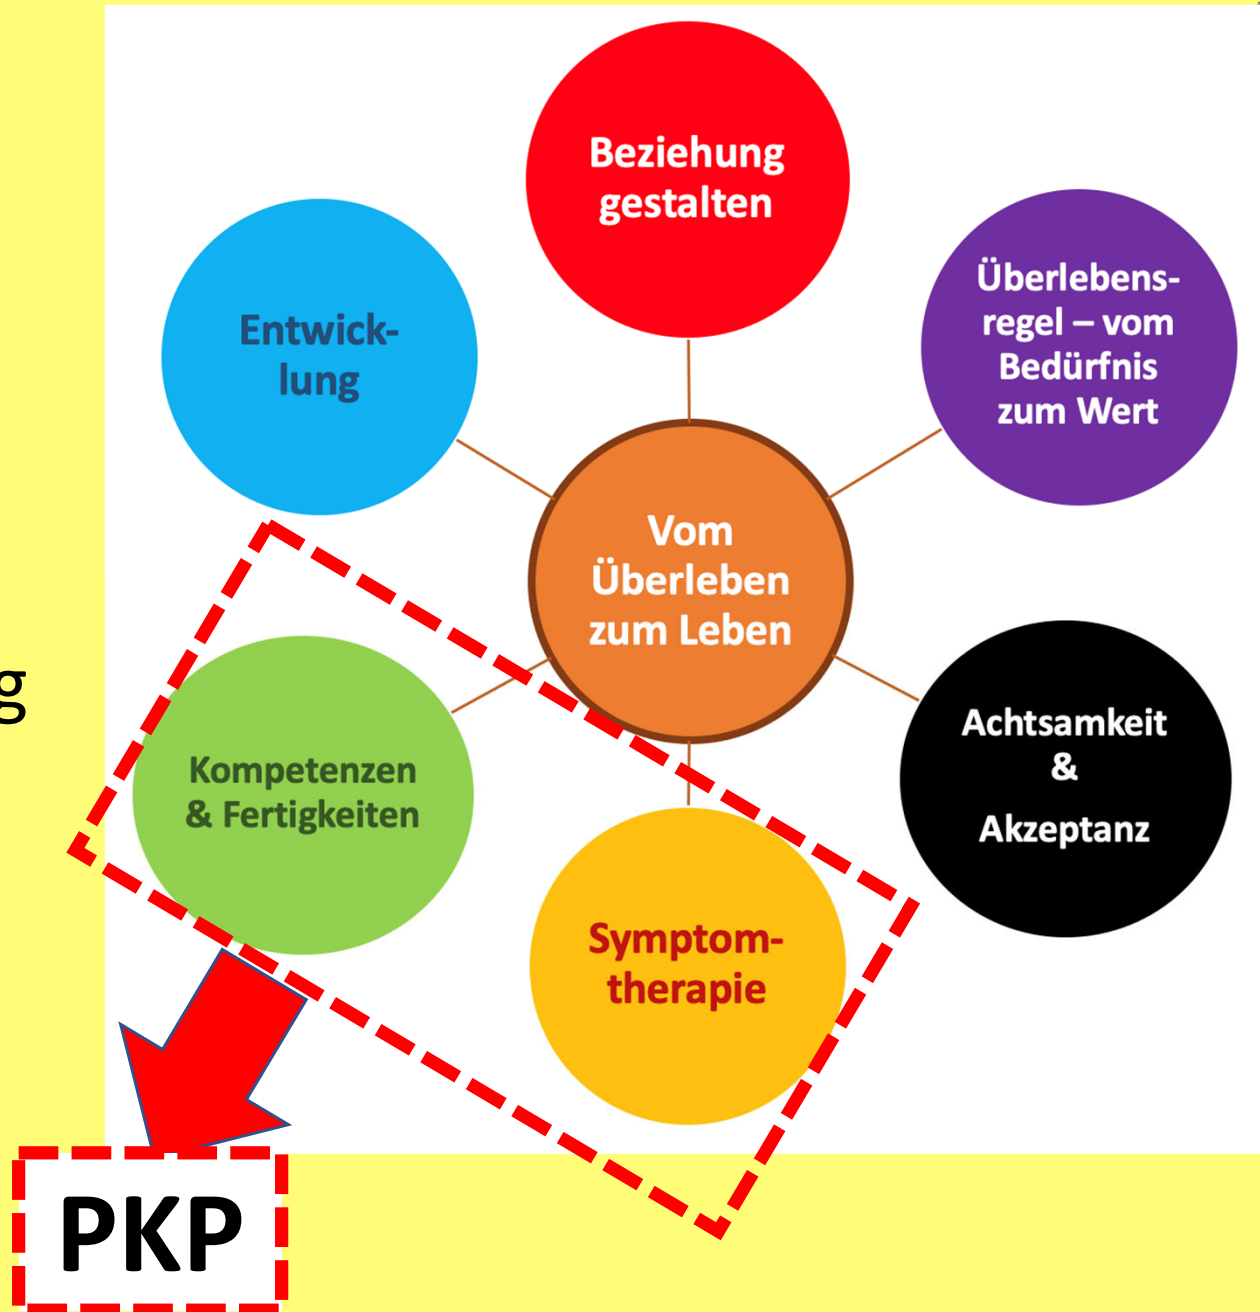 Beziehung
gestalten
Überlebens-
regel – vom
Bedürfnis
zum Wert
Entwick-
lung
Vom
Überleben
zum Leben
g
Achtsamkeit
&
Akzeptanz
Kompetenzen
& Fertigkeiten
Symptom-
therapie
PKP